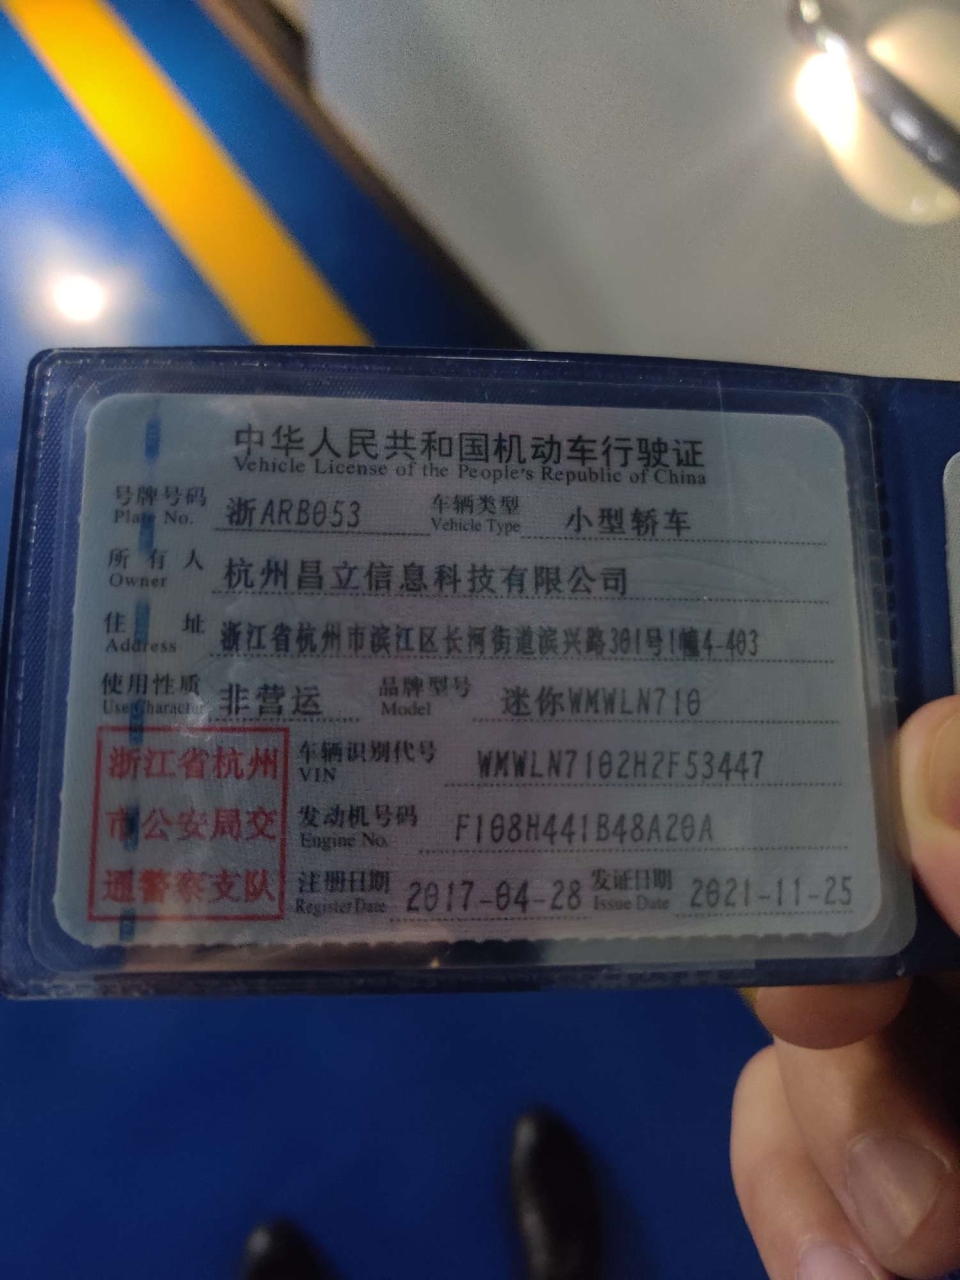 中华人民共和国机动车行驶证
Vehicle License of the People's Republic of China
号牌号码 浙ARB053 车辆类型 小型轿车
Plate No. Vehicle Type
所有人 杭州昌立信息科技有限公司
Owner
住址 浙江省杭州市滨江区长河街道滨兴路301号1幢4-403
Address
使用性质 非营运 品牌型号 迷你WMWLN710
Use Character Model
浙江省杭州 车辆识别代号 WMWLN7102H2F53447
VIN
市公安局交 发动机号码 F108H441B48A20A
Engine No.
通警察支队 注册日期 2017-04-28 发证日期 2021-11-25
Register Date Issue Date